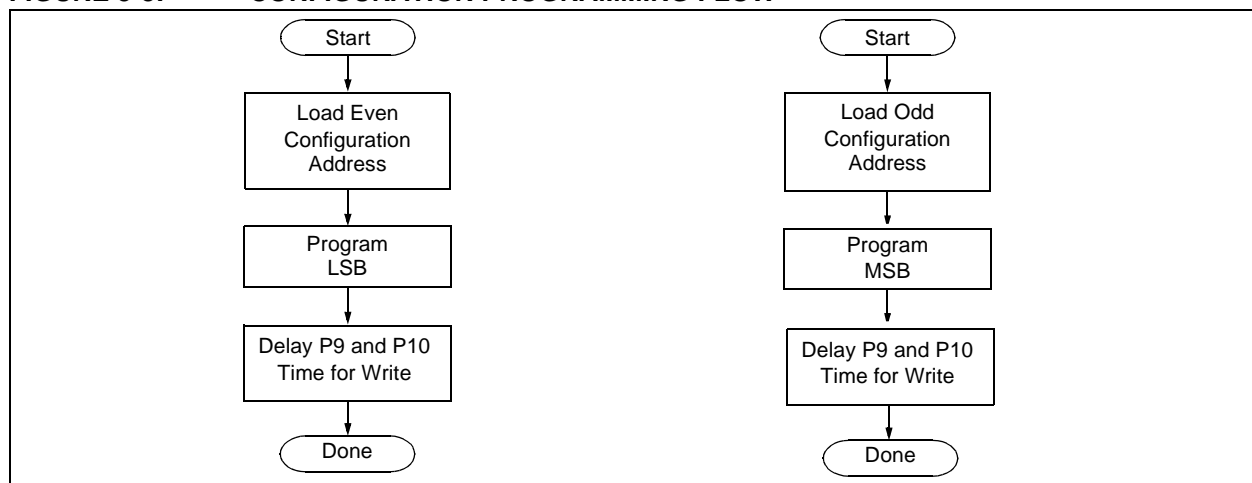 Start
Load Even
Configuration
Address
Program
LSB
Delay P9 and P10
Time for Write
Done
Start
Load Odd
Configuration
Address
Program
MSB
Delay P9 and P10
Time for Write
Done